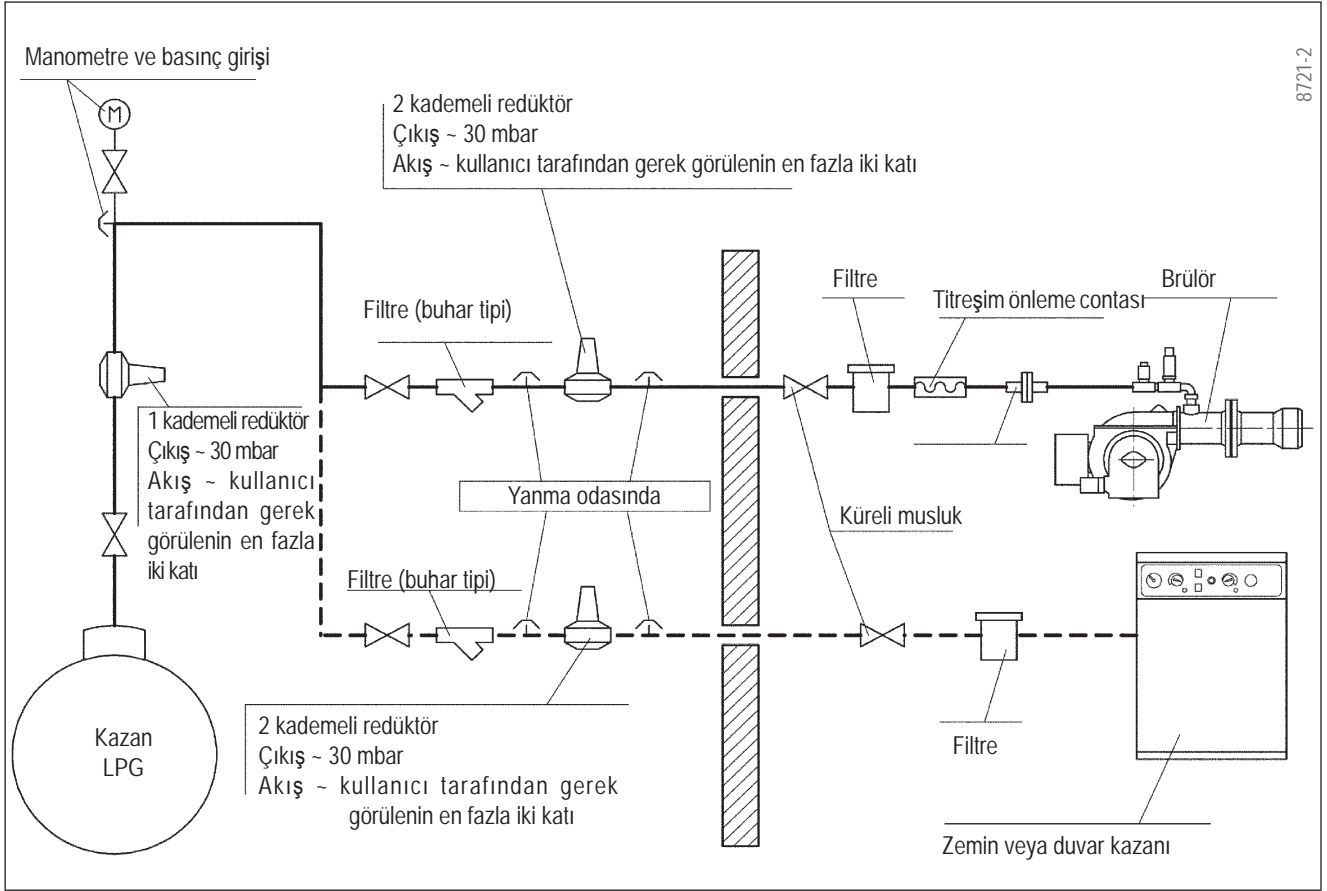 Manometre ve basınç girişi
M
8721-2
2 kademeli redüktör
Çıkış ~ 30 mbar
Akış ~ kullanıcı tarafından gerek görülenin en fazla iki katı
Filtre (buhar tipi)
Filtre
Titreşim önleme contası
Brülör
1 kademeli redüktör
Çıkış ~ 30 mbar
Akış ~ kullanıcı
tarafından gerek
görülenin en fazla
iki katı
Yanma odasında
Küreli musluk
Filtre (buhar tipi)
Kazan
LPG
2 kademeli redüktör
Çıkış ~ 30 mbar
Akış ~ kullanıcı tarafından gerek
görülenin en fazla iki katı
Filtre
Zemin veya duvar kazanı